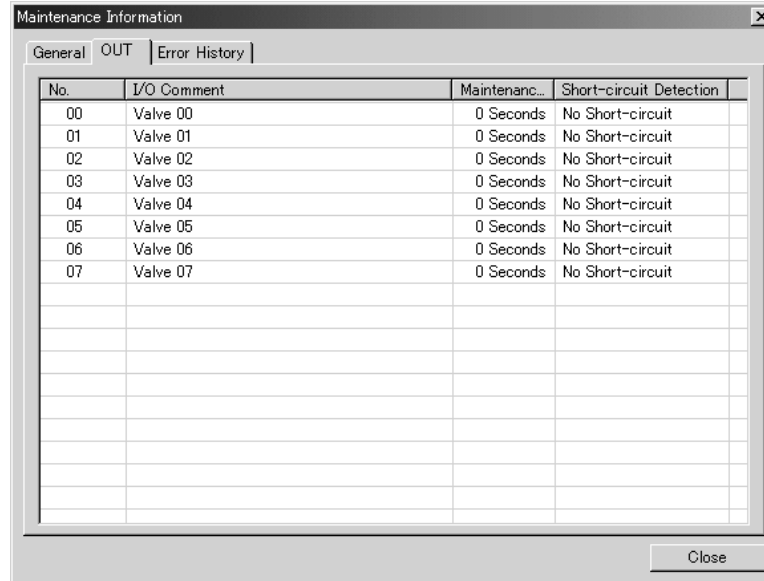 Maintenance Information
General OUT Error History
No. I/O Comment Maintenanc... Short-circuit Detection
00 Valve 00 0 Seconds No Short-circuit
01 Valve 01 0 Seconds No Short-circuit
02 Valve 02 0 Seconds No Short-circuit
03 Valve 03 0 Seconds No Short-circuit
04 Valve 04 0 Seconds No Short-circuit
05 Valve 05 0 Seconds No Short-circuit
06 Valve 06 0 Seconds No Short-circuit
07 Valve 07 0 Seconds No Short-circuit
Close